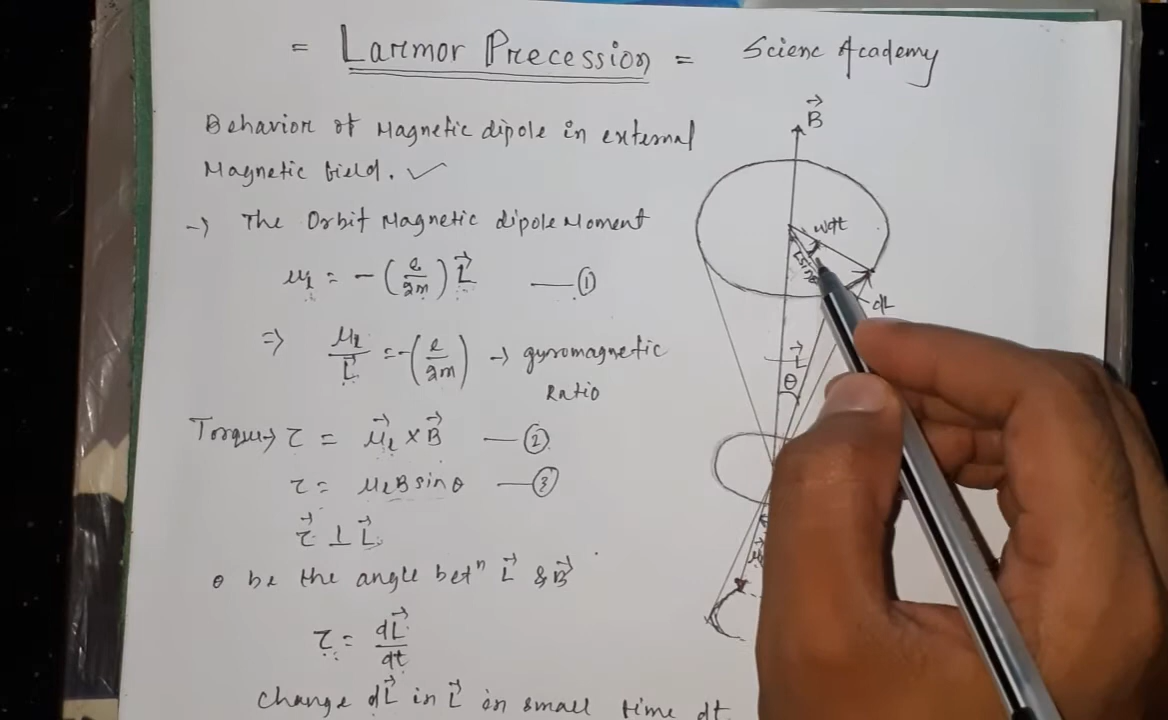 = Larmor Precession =
Scienc Academy
Behavior of Magnetic dipole in external
Magnetic field. ✓
→ The Orbit Magnetic dipole Moment
μₗ = -(e/2m) L⃗ —①
⇒ μₗ/L⃗ = -(e/2m) → gyromagnetic
Ratio
Torque→ τ = μ⃗ₗ × B⃗ —②
τ = μₗB sinθ —③
τ⃗ ⊥ L⃗
θ be the angle betⁿ L⃗ & B⃗
τ = dL⃗/dt
Change dL⃗ in L⃗ in small time dt
B⃗
wdt
Lsinθ
dL
L⃗
θ